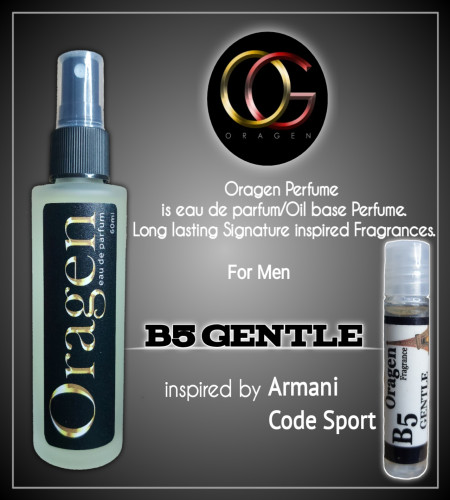 OG
ORAGEN
Oragen Perfume
is eau de parfum/Oil base Perfume.
Long lasting Signature inspired Fragrances.
For Men
B5 GENTLE
inspired by Armani
Code Sport
Oragen
eau de parfum
60ml
Oragen
Fragrance
B5
GENTLE